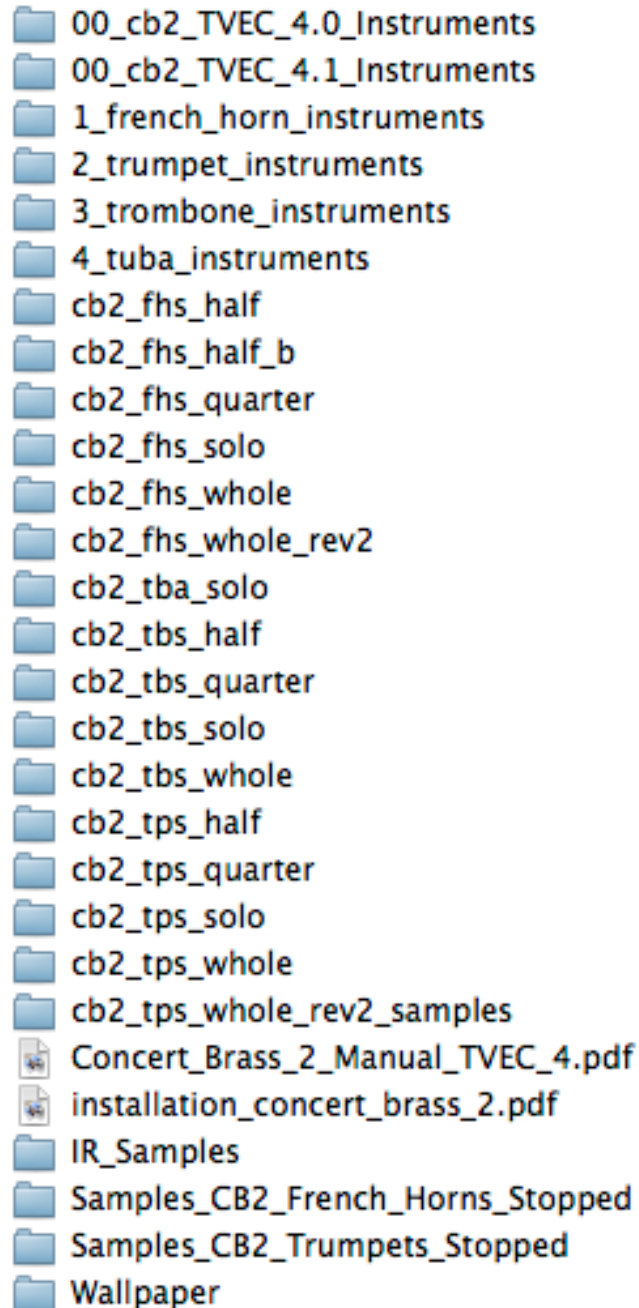 00_cb2_TVEC_4.0_Instruments
00_cb2_TVEC_4.1_Instruments
1_french_horn_instruments
2_trumpet_instruments
3_trombone_instruments
4_tuba_instruments
cb2_fhs_half
cb2_fhs_half_b
cb2_fhs_quarter
cb2_fhs_solo
cb2_fhs_whole
cb2_fhs_whole_rev2
cb2_tba_solo
cb2_tbs_half
cb2_tbs_quarter
cb2_tbs_solo
cb2_tbs_whole
cb2_tps_half
cb2_tps_quarter
cb2_tps_solo
cb2_tps_whole
cb2_tps_whole_rev2_samples
Concert_Brass_2_Manual_TVEC_4.pdf
installation_concert_brass_2.pdf
IR_Samples
Samples_CB2_French_Horns_Stopped
Samples_CB2_Trumpets_Stopped
Wallpaper